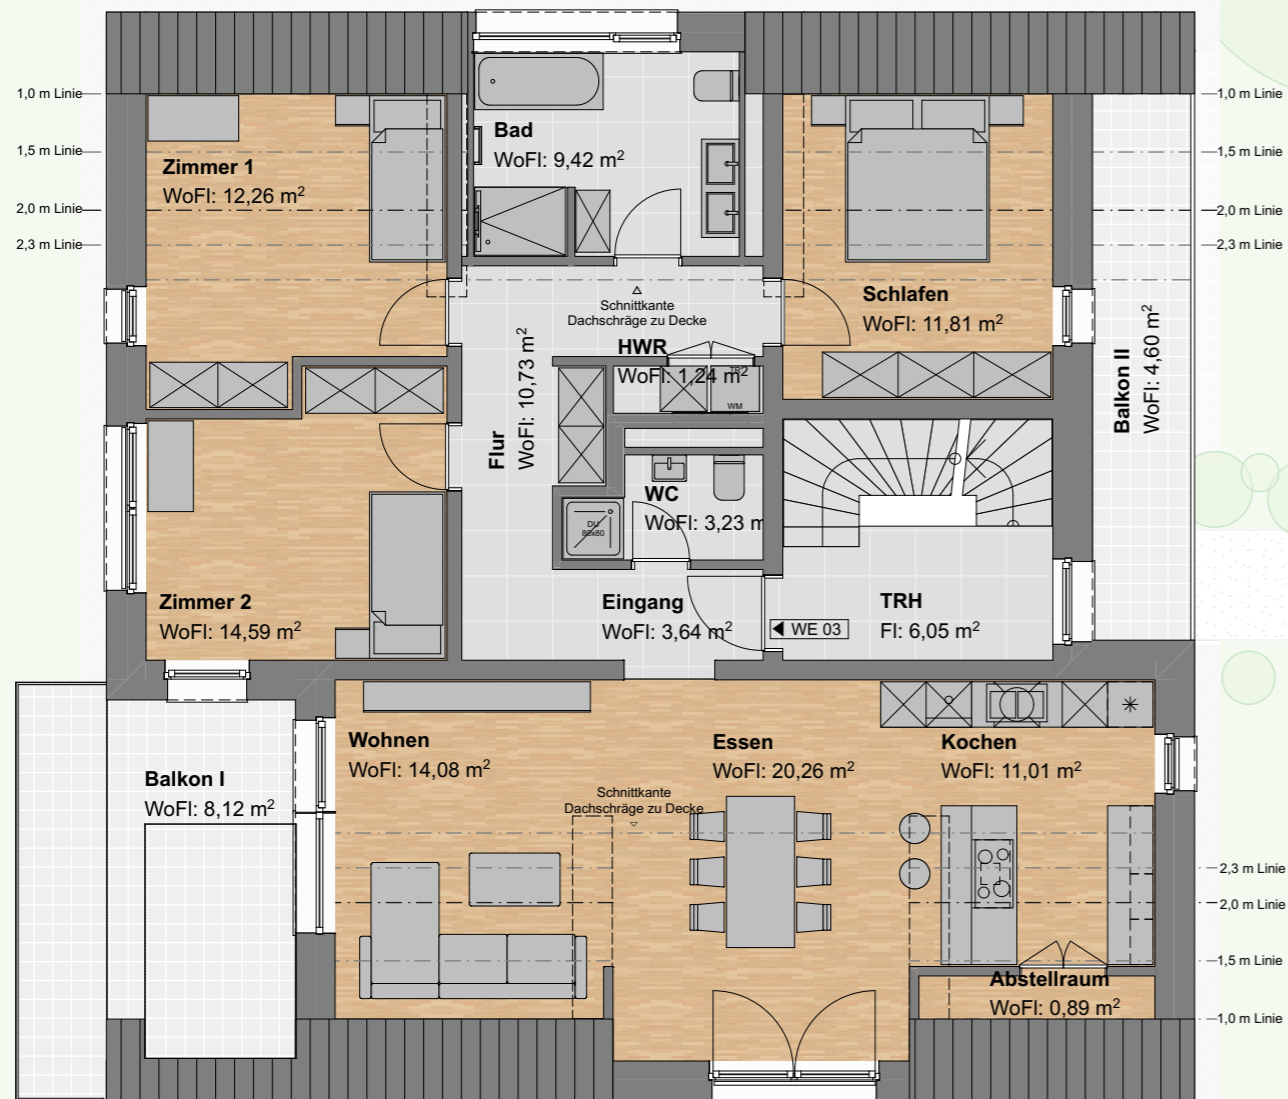 1,0 m Linie
1,5 m Linie
2,0 m Linie
2,3 m Linie
Zimmer 1
WoFl: 12,26 m²
Bad
WoFl: 9,42 m²
1,0 m Linie
1,5 m Linie
2,0 m Linie
2,3 m Linie
Schnittkante
Dachschräge zu Decke
Schlafen
WoFl: 11,81 m²
HWR
WoFl: 1,24 m²
TR
WM
Flur
WoFl: 10,73 m²
Balkon II
WoFl: 4,60 m²
WC
WoFl: 3,23 m
DU
80x80
Zimmer 2
WoFl: 14,59 m²
Eingang
WoFl: 3,64 m²
WE 03
TRH
Fl: 6,05 m²
Balkon I
WoFl: 8,12 m²
Wohnen
WoFl: 14,08 m²
Essen
WoFl: 20,26 m²
Kochen
WoFl: 11,01 m²
Schnittkante
Dachschräge zu Decke
2,3 m Linie
2,0 m Linie
1,5 m Linie
1,0 m Linie
Abstellraum
WoFl: 0,89 m²